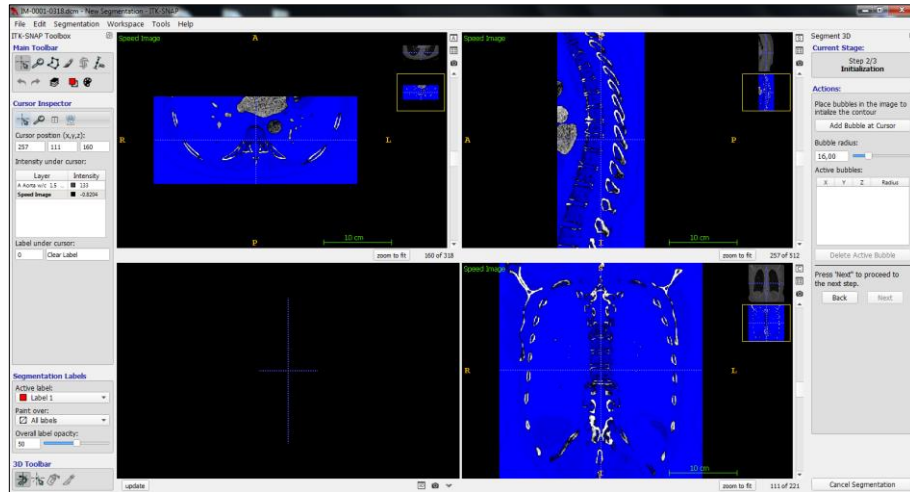 IM-0001-0318.dcm - New Segmentation - ITK-SNAP
File Edit Segmentation Workspace Tools Help
ITK-SNAP Toolbox
Main Toolbar
Cursor Inspector
Cursor position (x,y,z):
257 111 160
Intensity under cursor:
Layer Intensity
A Aorta w/c 1.5 ... 133
Speed Image -0.8204
Label under cursor:
0 Clear Label
Segmentation Labels
Active label:
Label 1
Paint over:
All labels
Overall label opacity:
50
3D Toolbar
Speed Image
A
R
L
P
10 cm
zoom to fit 160 of 318
Speed Image
S
A
P
I
10 cm
zoom to fit 257 of 512
update
Speed Image
R
L
I
10 cm
zoom to fit 111 of 221
Segment 3D
Current Stage:
Step 2/3
Initialization
Actions:
Place bubbles in the image to
intialize the contour
Add Bubble at Cursor
Bubble radius:
16,00
Active bubbles:
X Y Z Radius
Delete Active Bubble
Press 'Next" to proceed to
the next step.
Back Next
Cancel Segmentation